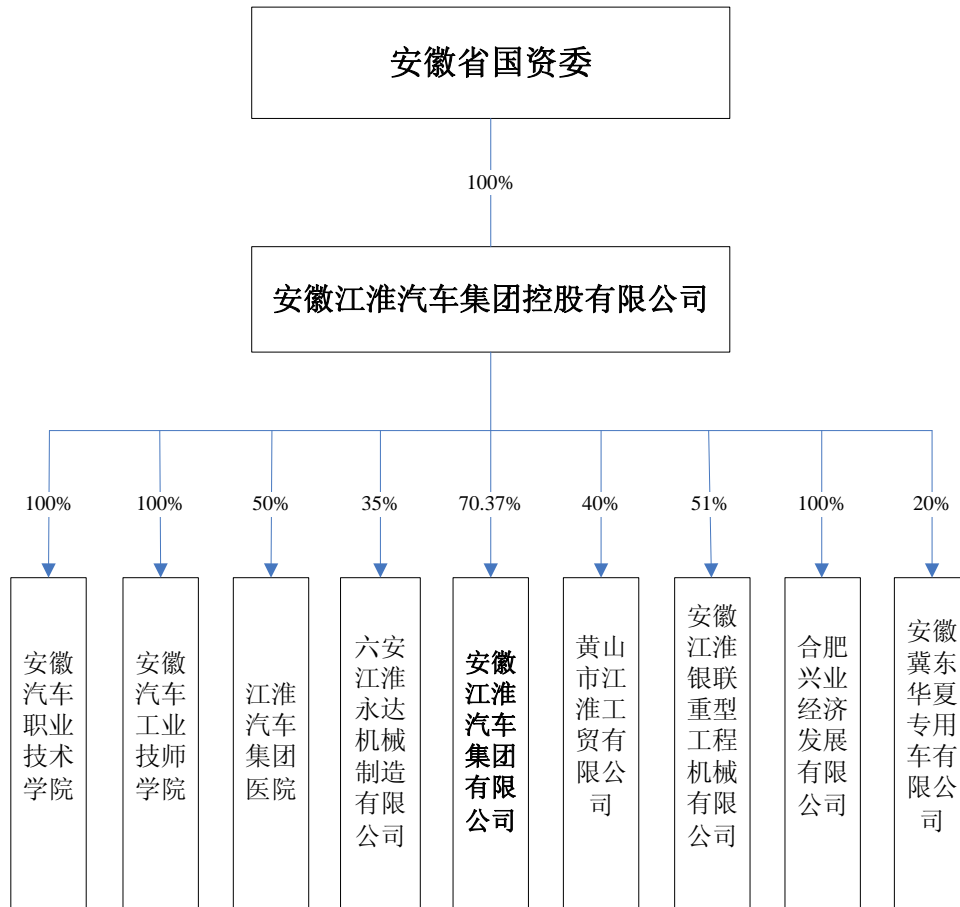 安徽省国资委
100%
安徽江淮汽车集团控股有限公司
100%
100%
50%
35%
70.37%
40%
51%
100%
20%
安徽
汽车
职业
技术
学院
安徽
汽车
工业
技师
学院
江淮
汽车
集团
医院
六安
江淮
永达
机械
制造
有限
公司
安徽
江淮
汽车
集团
有限
公司
黄山
市江
淮工
贸有
限公
司
安徽
江淮
银联
重型
工程
机械
有限
公司
合肥
兴业
经济
发展
有限
公司
安徽
冀东
华夏
专用
车有
限公
司